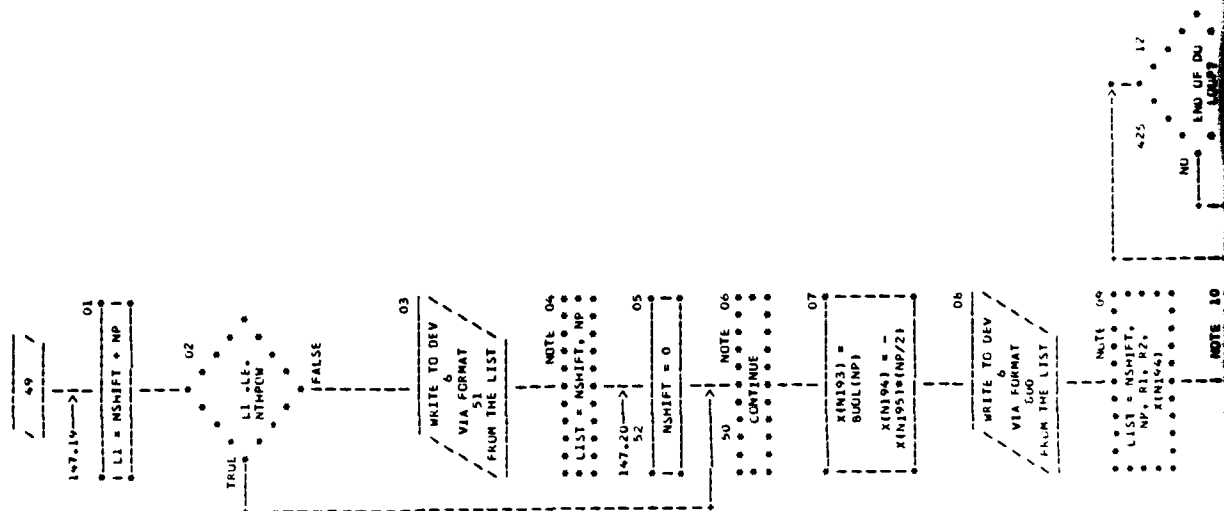 49
147.19-->
01
L1 = NSHIFT + NP
02
L1 .LE.
NTHPOW
TRUE
FALSE
03
WRITE TO DEV
6
VIA FORMAT
51
FROM THE LIST
NOTE 04
LIST = NSHIFT, NP
147.20-->
52
05
NSHIFT = 0
50
NOTE 06
CONTINUE
07
X(N193) =
BOOL(NP)
X(N194) = -
X(N195)*(NP/2)
08
WRITE TO DEV
6
VIA FORMAT
FROM THE LIST
NOTE 09
LIST = NSHIFT,
NP, R1, R2,
X(N194)
NOTE 10
425
12
END OF DO
LOOP?
NO